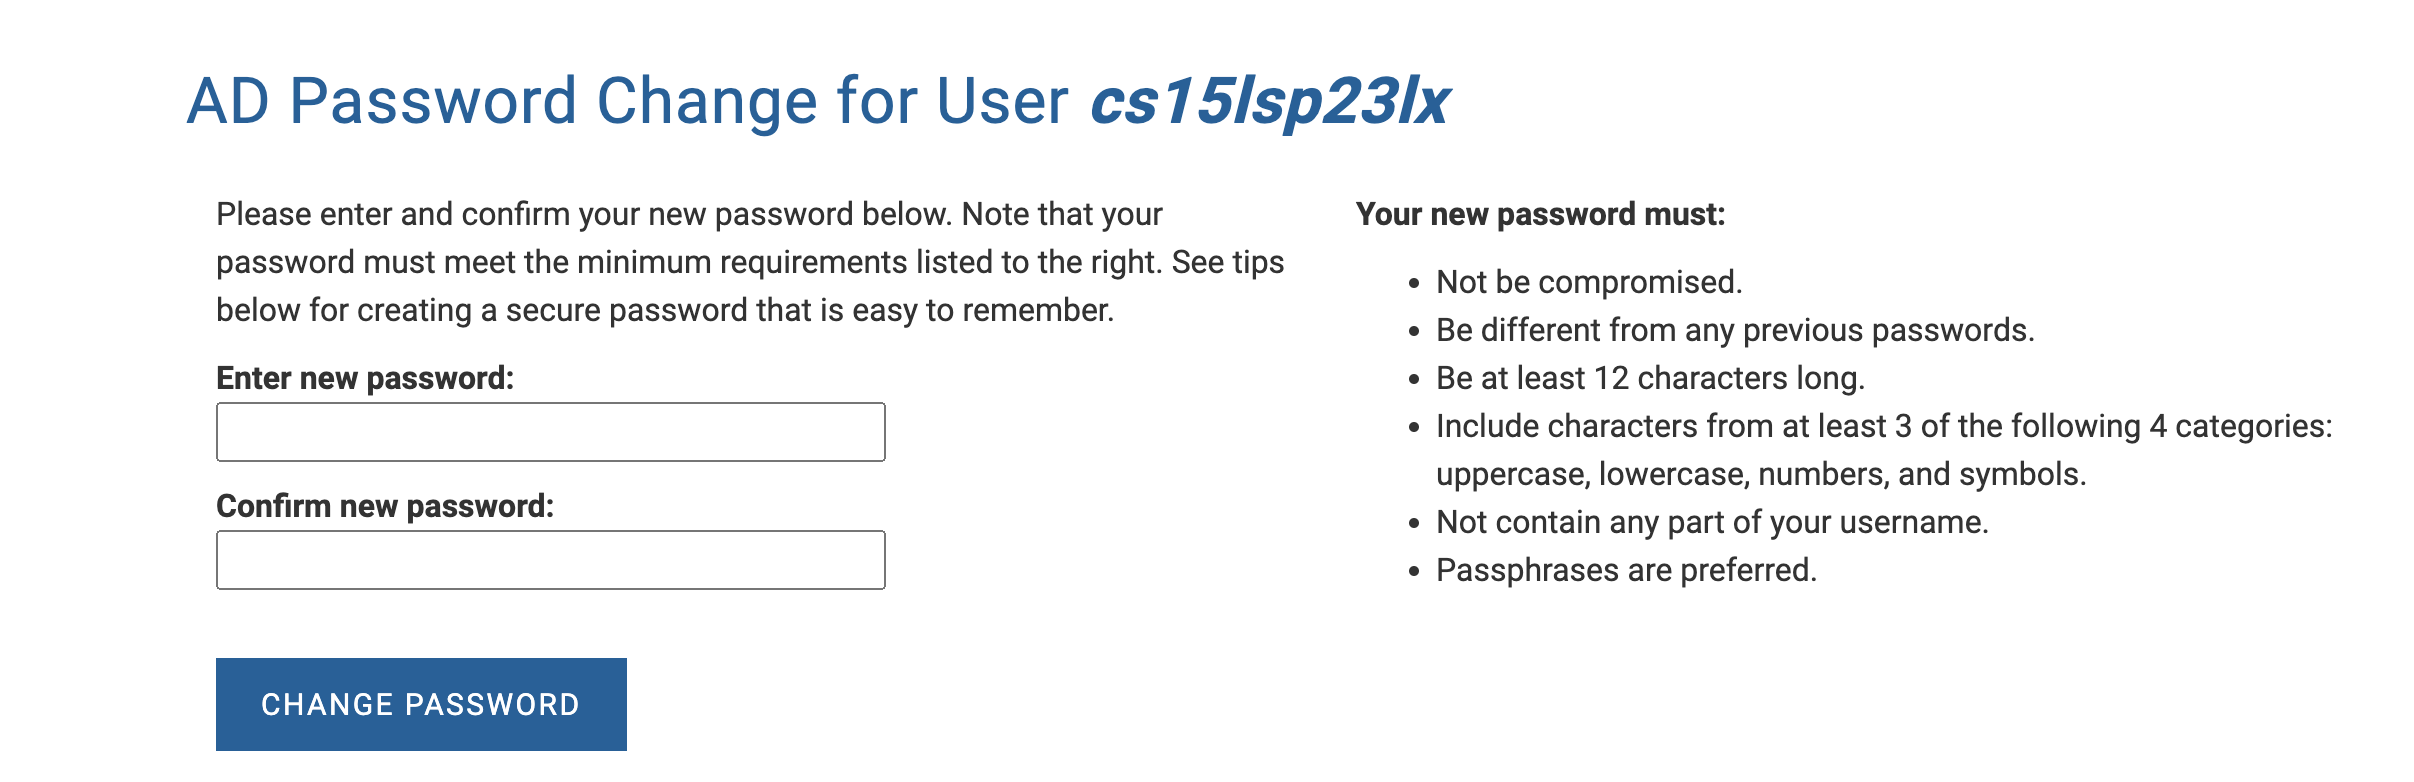 AD Password Change for User cs15lsp23lx
Please enter and confirm your new password below. Note that your
password must meet the minimum requirements listed to the right. See tips
below for creating a secure password that is easy to remember.
Enter new password:
Confirm new password:
CHANGE PASSWORD
Your new password must:
• Not be compromised.
• Be different from any previous passwords.
• Be at least 12 characters long.
• Include characters from at least 3 of the following 4 categories:
uppercase, lowercase, numbers, and symbols.
• Not contain any part of your username.
• Passphrases are preferred.